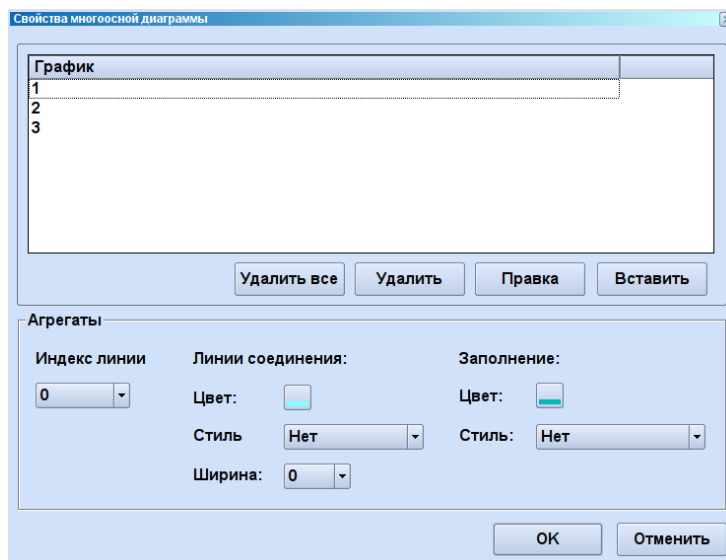 Свойства многоосной диаграммы
График
1
2
3
Удалить все Удалить Правка Вставить
Агрегаты
Индекс линии Линии соединения: Заполнение:
0 Цвет: Цвет:
Стиль Нет Стиль: Нет
Ширина: 0
OK Отменить